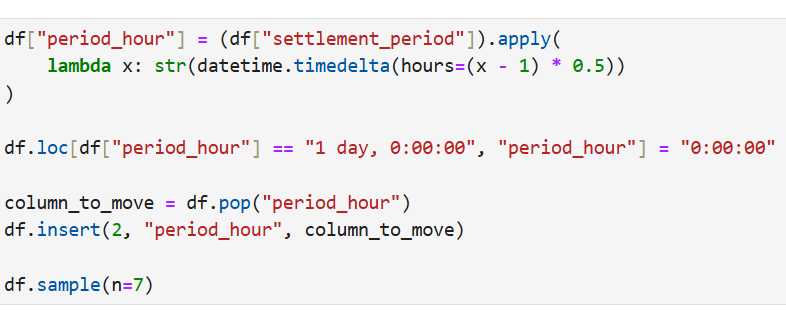 df["period_hour"] = (df["settlement_period"]).apply(
    lambda x: str(datetime.timedelta(hours=(x - 1) * 0.5))
)
df.loc[df["period_hour"] == "1 day, 0:00:00", "period_hour"] = "0:00:00"
column_to_move = df.pop("period_hour")
df.insert(2, "period_hour", column_to_move)
df.sample(n=7)